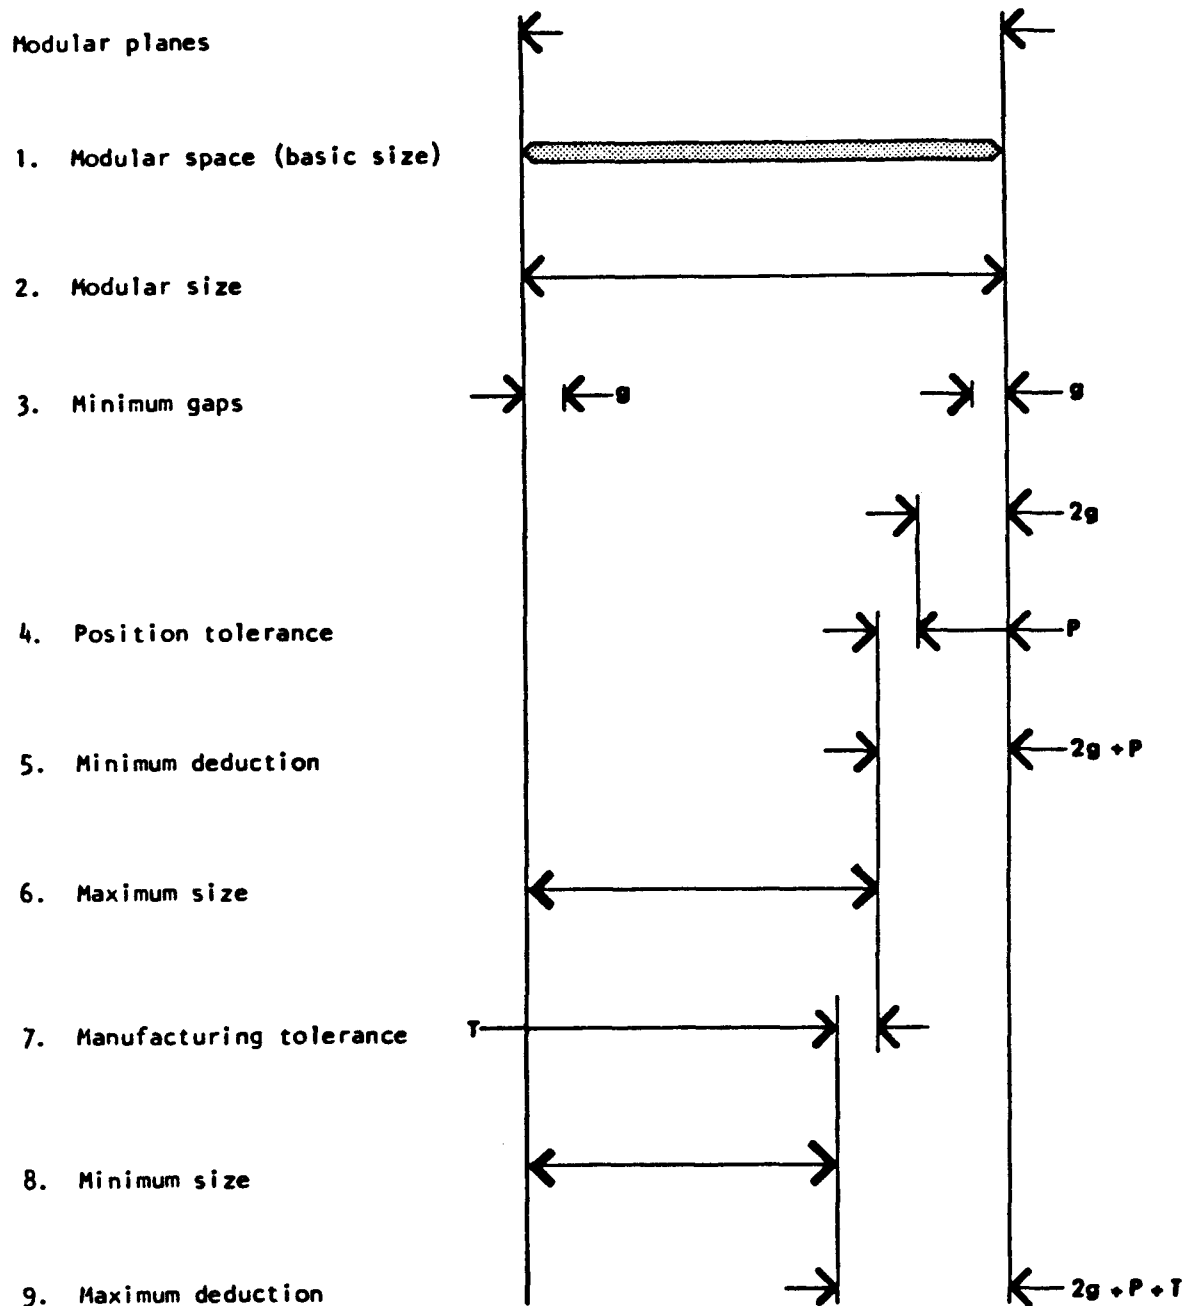 Modular planes
1. Modular space (basic size)
2. Modular size
3. Minimum gaps
g
g
2g
4. Position tolerance
P
5. Minimum deduction
2g + P
6. Maximum size
7. Manufacturing tolerance
T
8. Minimum size
9. Maximum deduction
2g + P + T